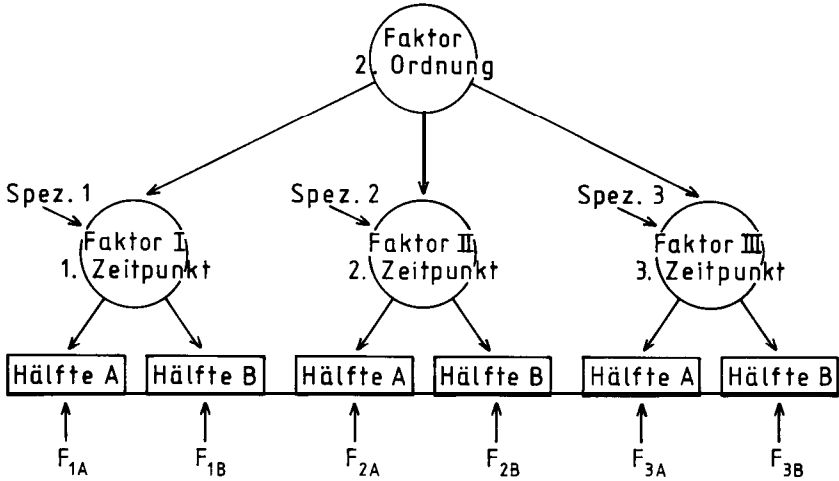 Faktor
2. Ordnung
Spez. 1
Spez. 2
Spez. 3
Faktor I
1. Zeitpunkt
Faktor II
2. Zeitpunkt
Faktor III
3. Zeitpunkt
Hälfte A
Hälfte B
Hälfte A
Hälfte B
Hälfte A
Hälfte B
F1A
F1B
F2A
F2B
F3A
F3B